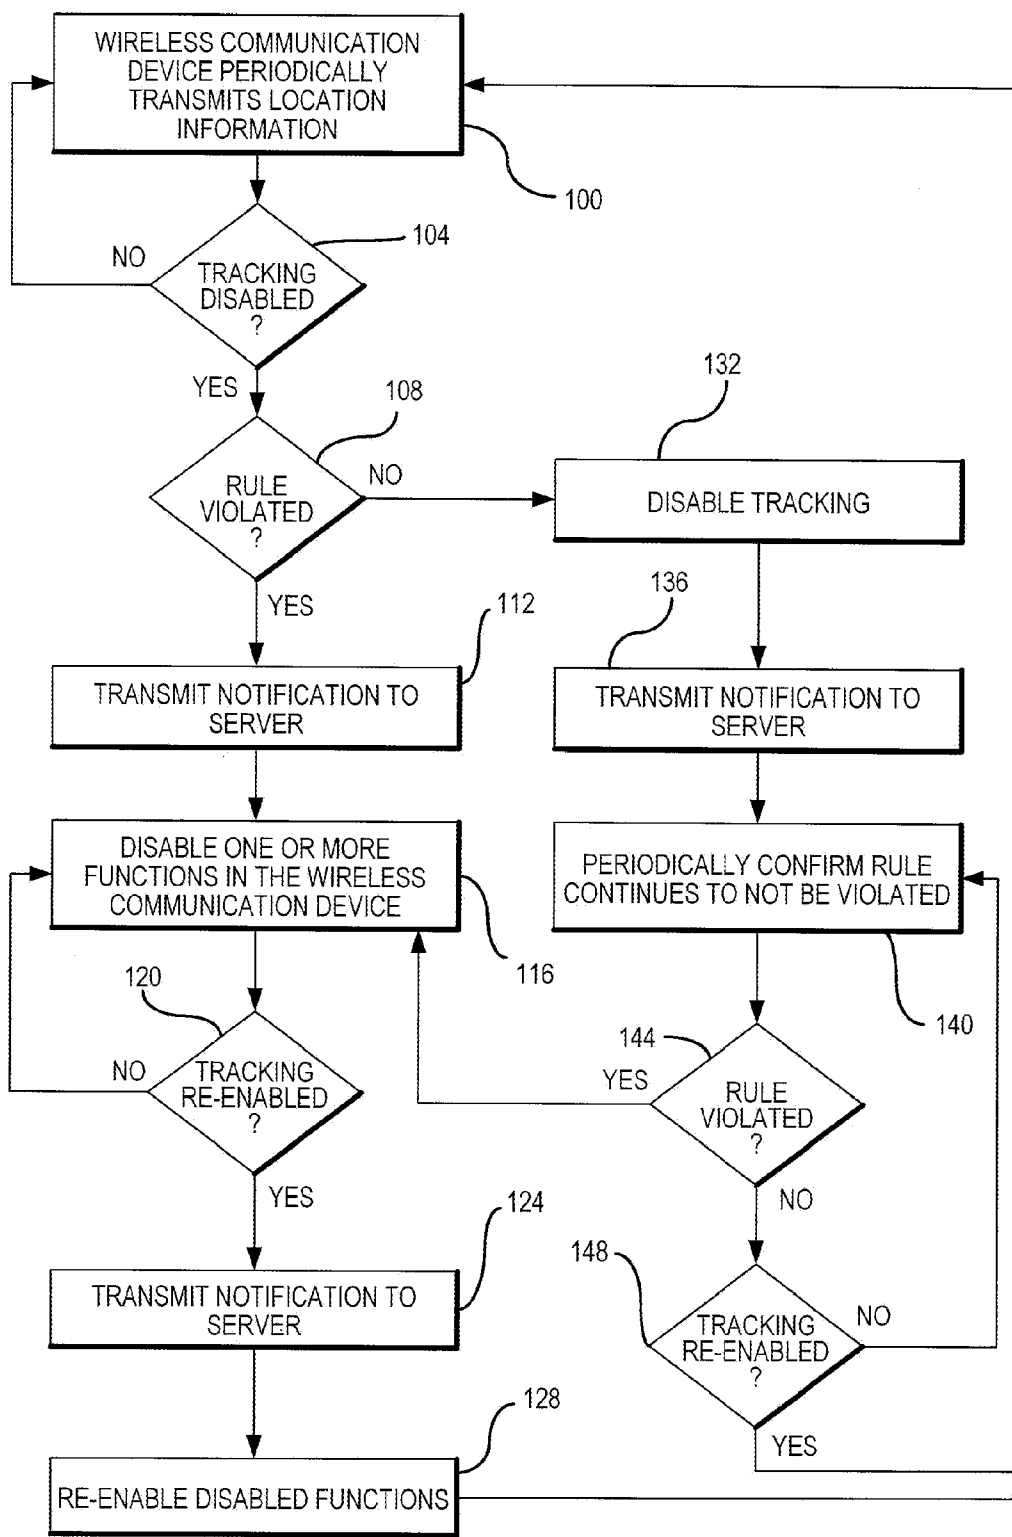 WIRELESS COMMUNICATION
DEVICE PERIODICALLY
TRANSMITS LOCATION
INFORMATION
100
104
NO
TRACKING
DISABLED
?
YES
108
RULE
VIOLATED
?
NO
YES
132
DISABLE TRACKING
112
TRANSMIT NOTIFICATION TO
SERVER
136
TRANSMIT NOTIFICATION TO
SERVER
DISABLE ONE OR MORE
FUNCTIONS IN THE WIRELESS
COMMUNICATION DEVICE
116
PERIODICALLY CONFIRM RULE
CONTINUES TO NOT BE VIOLATED
140
120
NO
TRACKING
RE-ENABLED
?
YES
144
YES
RULE
VIOLATED
?
NO
124
TRANSMIT NOTIFICATION TO
SERVER
148
TRACKING
RE-ENABLED
?
NO
YES
128
RE-ENABLE DISABLED FUNCTIONS